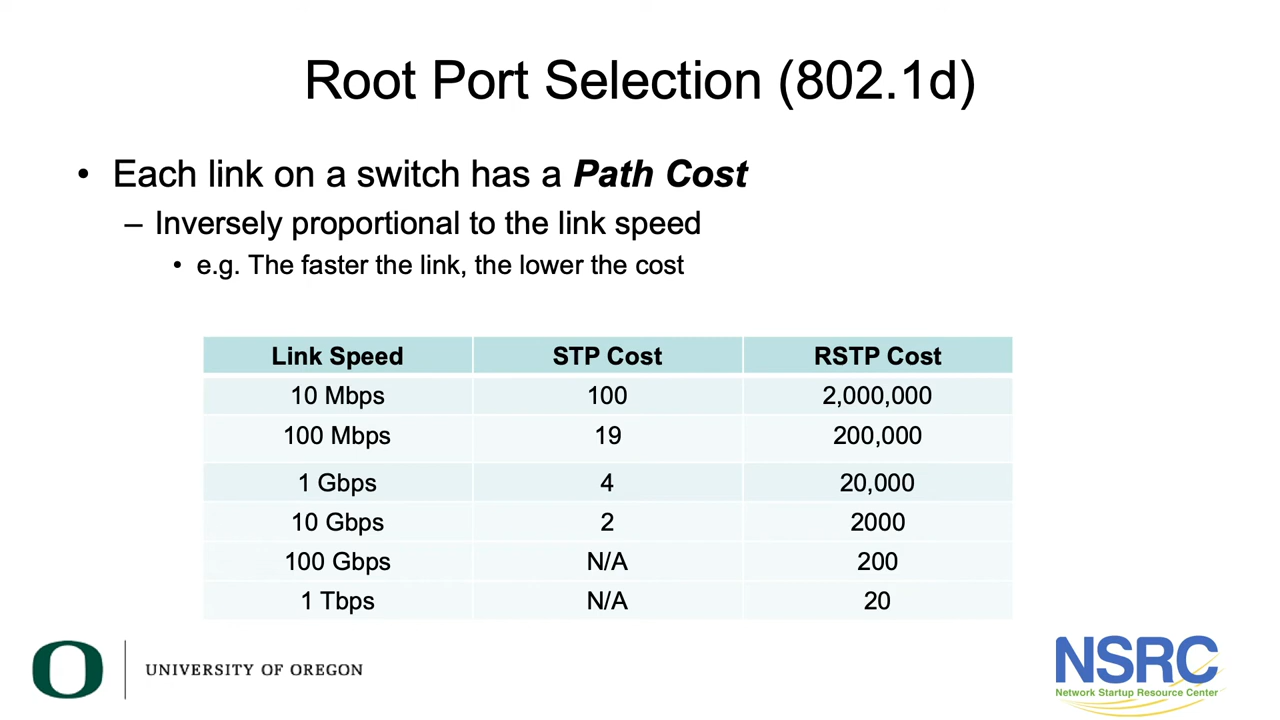 Root Port Selection (802.1d)
• Each link on a switch has a Path Cost
– Inversely proportional to the link speed
• e.g. The faster the link, the lower the cost
Link Speed STP Cost RSTP Cost
10 Mbps 100 2,000,000
100 Mbps 19 200,000
1 Gbps 4 20,000
10 Gbps 2 2000
100 Gbps N/A 200
1 Tbps N/A 20
O UNIVERSITY OF OREGON
NSRC
Network Startup Resource Center